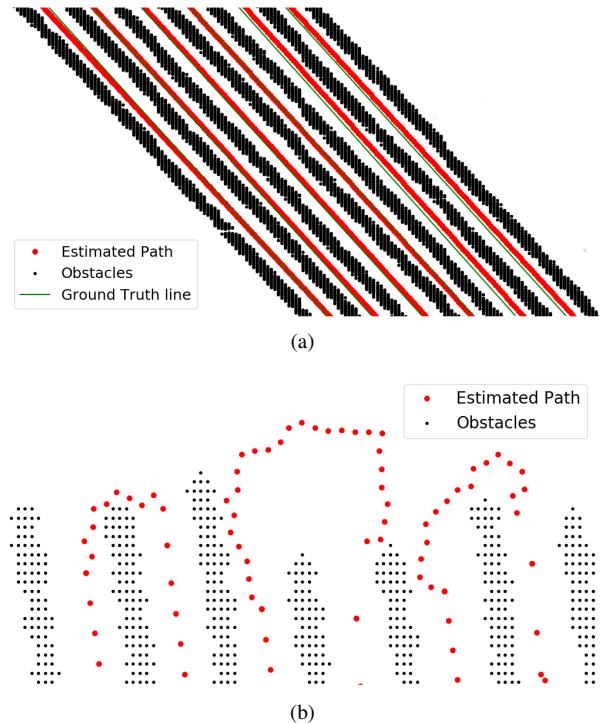 Estimated Path
Obstacles
Ground Truth line
(a)
Estimated Path
Obstacles
(b)